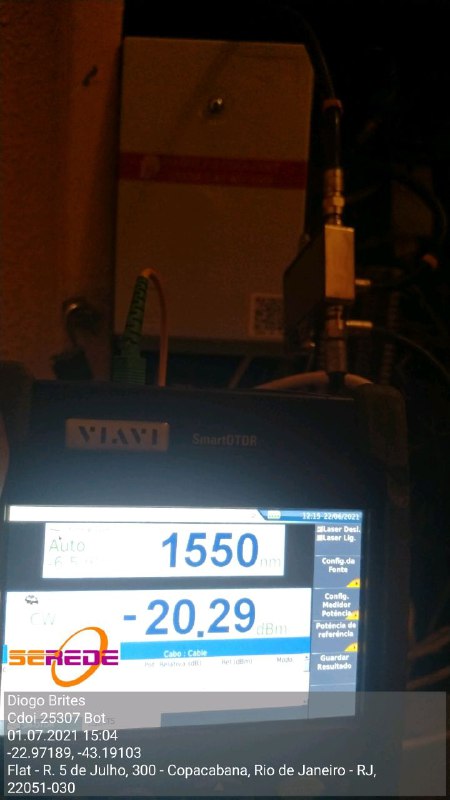 VIAVI
SmartOTDR
12:15 22/06/2021
Laser Desl.
Laser Lig.
Auto
1550 nm
Config.da
Fonte
CW
-20.29 dBm
Config.
Medidor
Potência
Potência de
referência
Cabo : Cable
Guardar
Resultado
SEREDE
Diogo Brites
Cdoi 25307 Bot
01.07.2021 15:04
-22.97189, -43.19103
Flat - R. 5 de Julho, 300 - Copacabana, Rio de Janeiro - RJ,
22051-030